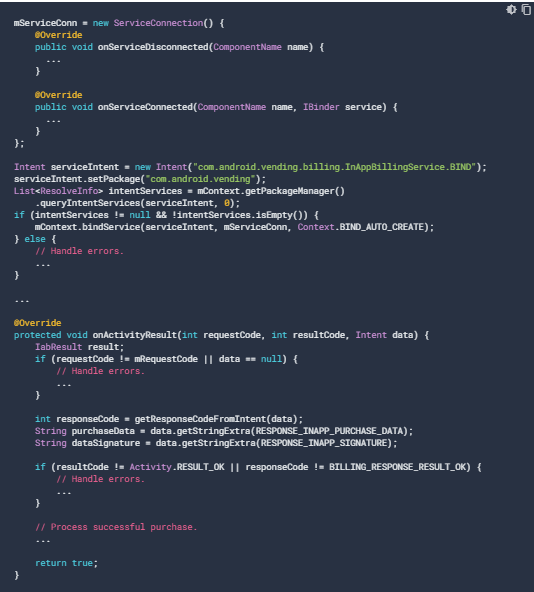 mServiceConn = new ServiceConnection() {
@Override
public void onServiceDisconnected(ComponentName name) {
...
}
@Override
public void onServiceConnected(ComponentName name, IBinder service) {
...
}
};
Intent serviceIntent = new Intent("com.android.vending.billing.InAppBillingService.BIND");
serviceIntent.setPackage("com.android.vending");
List<ResolveInfo> intentServices = mContext.getPackageManager()
.queryIntentServices(serviceIntent, 0);
if (intentServices != null && !intentServices.isEmpty()) {
mContext.bindService(serviceIntent, mServiceConn, Context.BIND_AUTO_CREATE);
} else {
// Handle errors.
...
}
...
@Override
protected void onActivityResult(int requestCode, int resultCode, Intent data) {
IabResult result;
if (requestCode != mRequestCode || data == null) {
// Handle errors.
...
}
int responseCode = getResponseCodeFromIntent(data);
String purchaseData = data.getStringExtra(RESPONSE_INAPP_PURCHASE_DATA);
String dataSignature = data.getStringExtra(RESPONSE_INAPP_SIGNATURE);
if (resultCode != Activity.RESULT_OK || responseCode != BILLING_RESPONSE_RESULT_OK) {
// Handle errors.
...
}
// Process successful purchase.
...
return true;
}